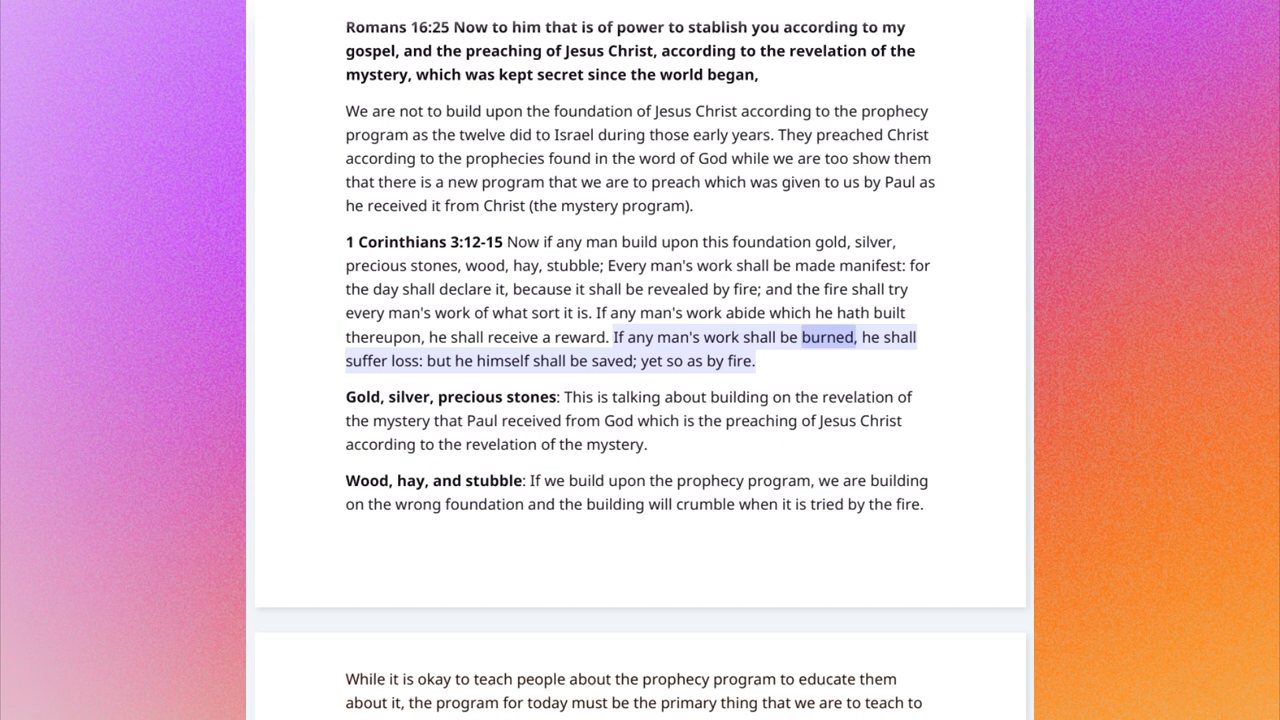 Romans 16:25 Now to him that is of power to stablish you according to my
gospel, and the preaching of Jesus Christ, according to the revelation of the
mystery, which was kept secret since the world began,
We are not to build upon the foundation of Jesus Christ according to the prophecy
program as the twelve did to Israel during those early years. They preached Christ
according to the prophecies found in the word of God while we are too show them
that there is a new program that we are to preach which was given to us by Paul as
he received it from Christ (the mystery program).
1 Corinthians 3:12-15 Now if any man build upon this foundation gold, silver,
precious stones, wood, hay, stubble; Every man's work shall be made manifest: for
the day shall declare it, because it shall be revealed by fire; and the fire shall try
every man's work of what sort it is. If any man's work abide which he hath built
thereupon, he shall receive a reward. If any man's work shall be burned, he shall
suffer loss: but he himself shall be saved; yet so as by fire.
Gold, silver, precious stones: This is talking about building on the revelation of
the mystery that Paul received from God which is the preaching of Jesus Christ
according to the revelation of the mystery.
Wood, hay, and stubble: If we build upon the prophecy program, we are building
on the wrong foundation and the building will crumble when it is tried by the fire.
While it is okay to teach people about the prophecy program to educate them
about it, the program for today must be the primary thing that we are to teach to